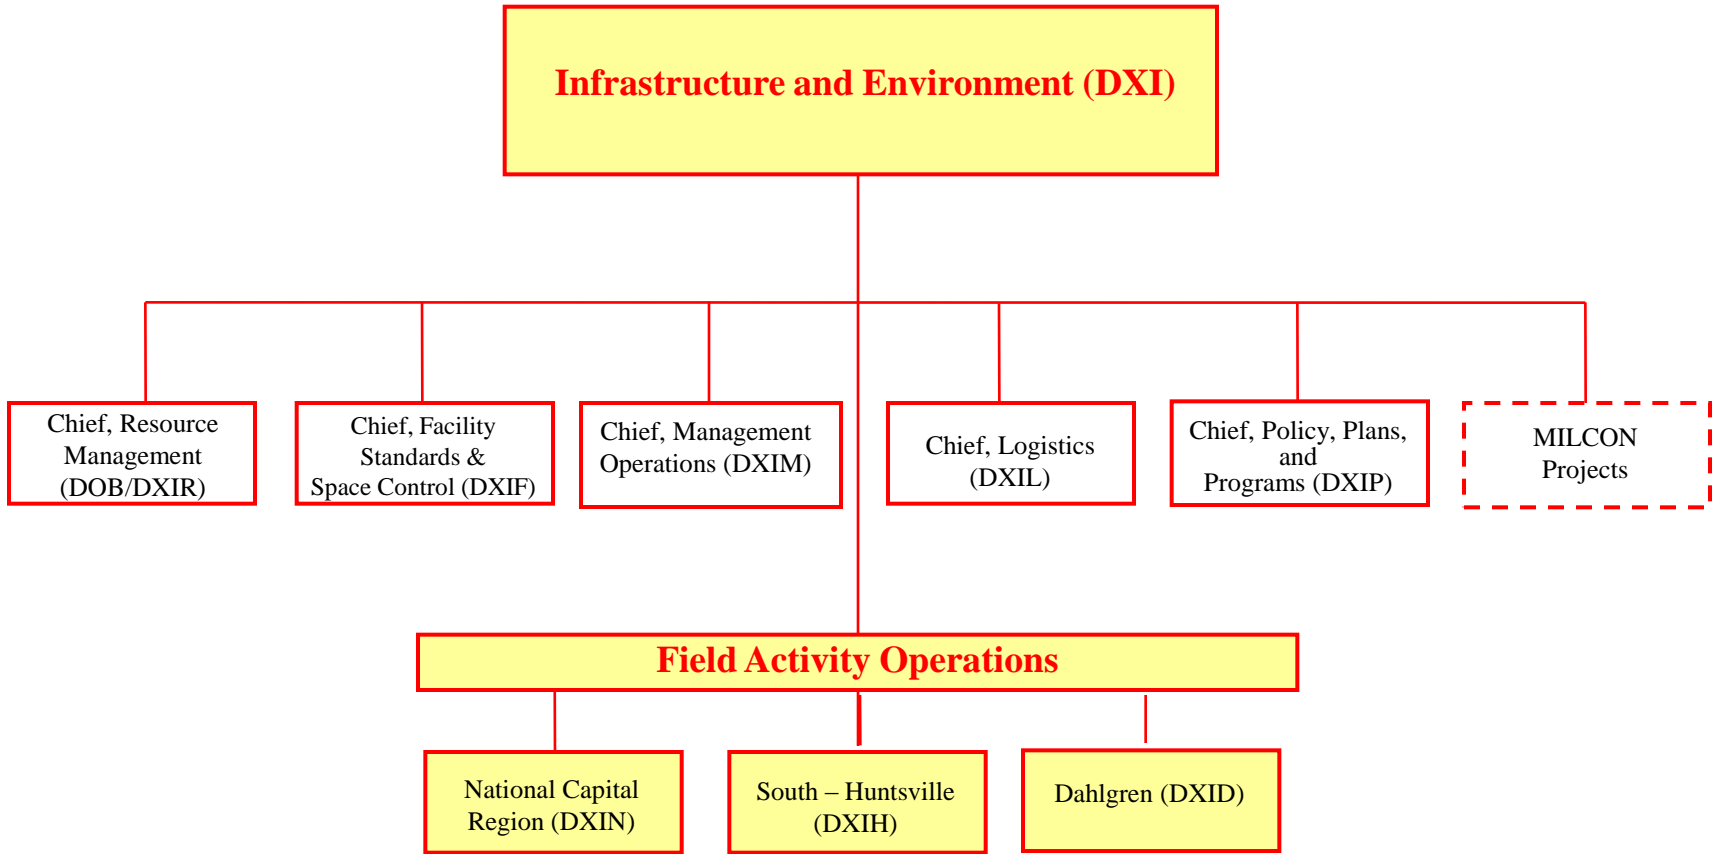 Infrastructure and Environment (DXI)
Chief, Resource
Management
(DOB/DXIR)
Chief, Facility
Standards &
Space Control (DXIF)
Chief, Management
Operations (DXIM)
Chief, Logistics
(DXIL)
Chief, Policy, Plans,
and
Programs (DXIP)
MILCON
Projects
Field Activity Operations
National Capital
Region (DXIN)
South – Huntsville
(DXIH)
Dahlgren (DXID)